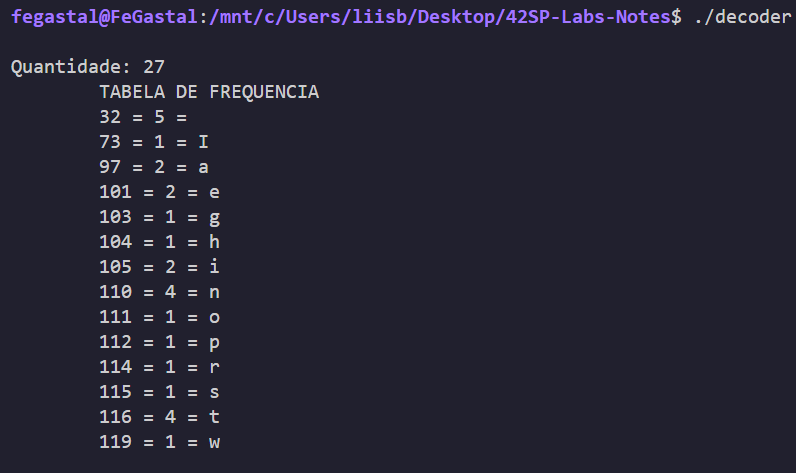 fegastal@FeGastal:/mnt/c/Users/liisb/Desktop/42SP-Labs-Notes$ ./decoder
Quantidade: 27
TABELA DE FREQUENCIA
32 = 5 =
73 = 1 = I
97 = 2 = a
101 = 2 = e
103 = 1 = g
104 = 1 = h
105 = 2 = i
110 = 4 = n
111 = 1 = o
112 = 1 = p
114 = 1 = r
115 = 1 = s
116 = 4 = t
119 = 1 = w